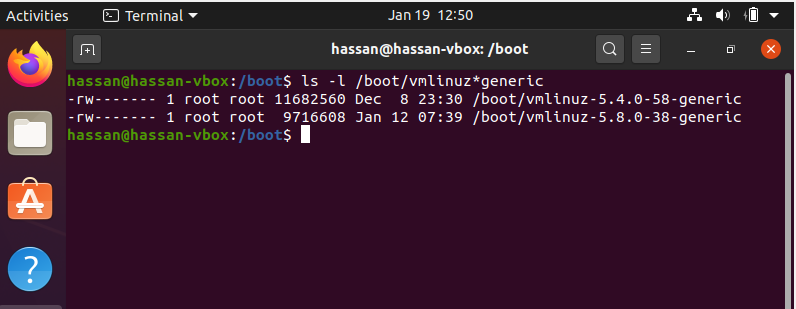 Activities Terminal Jan 19 12:50
hassan@hassan-vbox: /boot
hassan@hassan-vbox:/boot$ ls -l /boot/vmlinuz*generic
-rw------- 1 root root 11682560 Dec  8 23:30 /boot/vmlinuz-5.4.0-58-generic
-rw------- 1 root root  9716608 Jan 12 07:39 /boot/vmlinuz-5.8.0-38-generic
hassan@hassan-vbox:/boot$